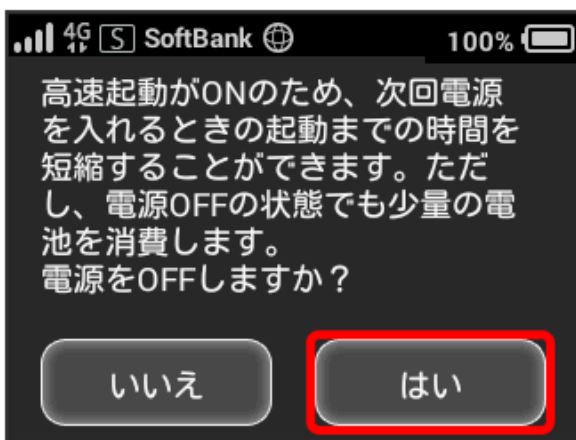 4G S SoftBank 100%
高速起動がONのため、次回電源
を入れるときの起動までの時間を
短縮することができます。ただ
し、電源OFFの状態でも少量の電
池を消費します。
電源をOFFしますか？
いいえ はい